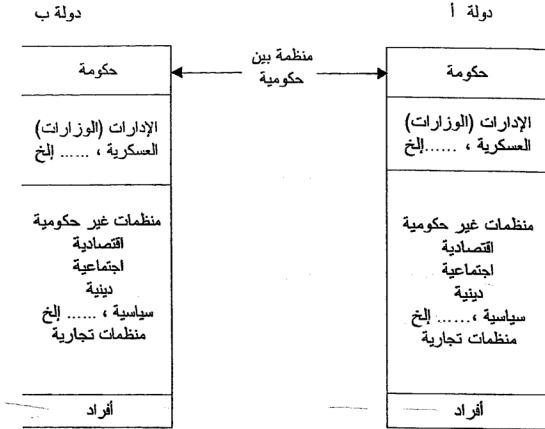 دولة أ
حكومة
الإدارات (الوزارات)
العسكرية ، ......إلخ
منظمات غير حكومية
اقتصادية
اجتماعية
دينية
سياسية ،...... إلخ
منظمات تجارية
أفراد
منظمة بين
حكومية
دولة ب
حكومة
الإدارات (الوزارات)
العسكرية ، ...... إلخ
منظمات غير حكومية
اقتصادية
اجتماعية
دينية
سياسية ، ...... إلخ
منظمات تجارية
أفراد